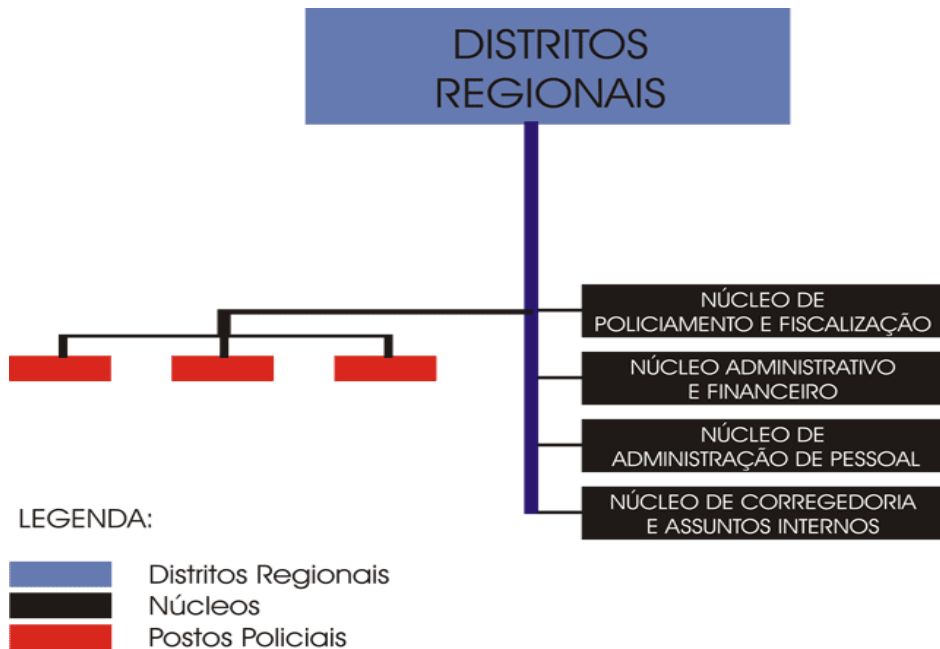 DISTRITOS
REGIONAIS
NÚCLEO DE
POLICIAMENTO E FISCALIZAÇÃO
NÚCLEO ADMINISTRATIVO
E FINANCEIRO
NÚCLEO DE
ADMINISTRAÇÃO DE PESSOAL
NÚCLEO DE CORREGEDORIA
E ASSUNTOS INTERNOS
LEGENDA:
Distritos Regionais
Núcleos
Postos Policiais